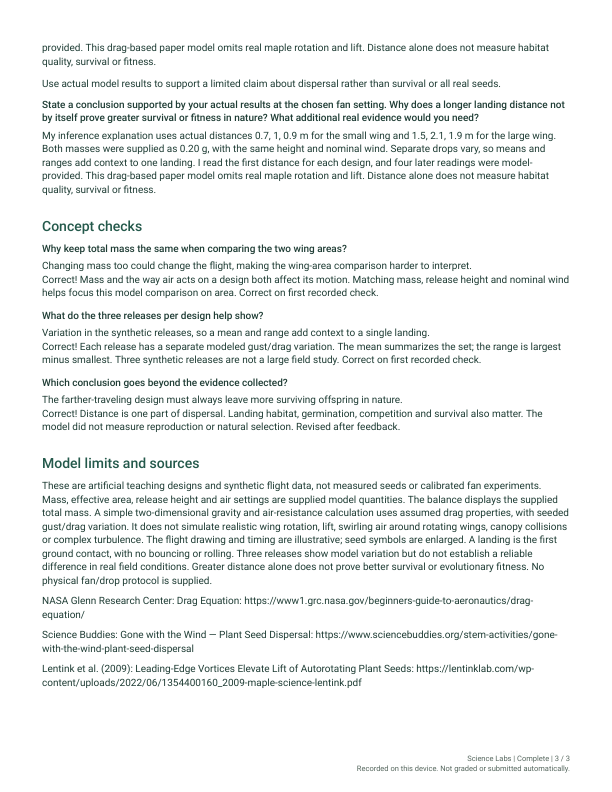 provided. This drag-based paper model omits real maple rotation and lift. Distance alone does not measure habitat
quality, survival or fitness.
Use actual model results to support a limited claim about dispersal rather than survival or all real seeds.
State a conclusion supported by your actual results at the chosen fan setting. Why does a longer landing distance not
by itself prove greater survival or fitness in nature? What additional real evidence would you need?
My inference explanation uses actual distances 0.7, 1, 0.9 m for the small wing and 1.5, 2.1, 1.9 m for the large wing.
Both masses were supplied as 0.20 g, with the same height and nominal wind. Separate drops vary, so means and
ranges add context to one landing. I read the first distance for each design, and four later readings were model-
provided. This drag-based paper model omits real maple rotation and lift. Distance alone does not measure habitat
quality, survival or fitness.
Concept checks
Why keep total mass the same when comparing the two wing areas?
Changing mass too could change the flight, making the wing-area comparison harder to interpret.
Correct! Mass and the way air acts on a design both affect its motion. Matching mass, release height and nominal wind
helps focus this model comparison on area. Correct on first recorded check.
What do the three releases per design help show?
Variation in the synthetic releases, so a mean and range add context to a single landing.
Correct! Each release has a separate modeled gust/drag variation. The mean summarizes the set; the range is largest
minus smallest. Three synthetic releases are not a large field study. Correct on first recorded check.
Which conclusion goes beyond the evidence collected?
The farther-traveling design must always leave more surviving offspring in nature.
Correct! Distance is one part of dispersal. Landing habitat, germination, competition and survival also matter. The
model did not measure reproduction or natural selection. Revised after feedback.
Model limits and sources
These are artificial teaching designs and synthetic flight data, not measured seeds or calibrated fan experiments.
Mass, effective area, release height and air settings are supplied model quantities. The balance displays the supplied
total mass. A simple two-dimensional gravity and air-resistance calculation uses assumed drag properties, with seeded
gust/drag variation. It does not simulate realistic wing rotation, lift, swirling air around rotating wings, canopy collisions
or complex turbulence. The flight drawing and timing are illustrative; seed symbols are enlarged. A landing is the first
ground contact, with no bouncing or rolling. Three releases show model variation but do not establish a reliable
difference in real field conditions. Greater distance alone does not prove better survival or evolutionary fitness. No
physical fan/drop protocol is supplied.
NASA Glenn Research Center: Drag Equation: https://www1.grc.nasa.gov/beginners-guide-to-aeronautics/drag-
equation/
Science Buddies: Gone with the Wind — Plant Seed Dispersal: https://www.sciencebuddies.org/stem-activities/gone-
with-the-wind-plant-seed-dispersal
Lentink et al. (2009): Leading-Edge Vortices Elevate Lift of Autorotating Plant Seeds: https://lentinklab.com/wp-
content/uploads/2022/06/1354400160_2009-maple-science-lentink.pdf
Science Labs | Complete | 3 / 3
Recorded on this device. Not graded or submitted automatically.